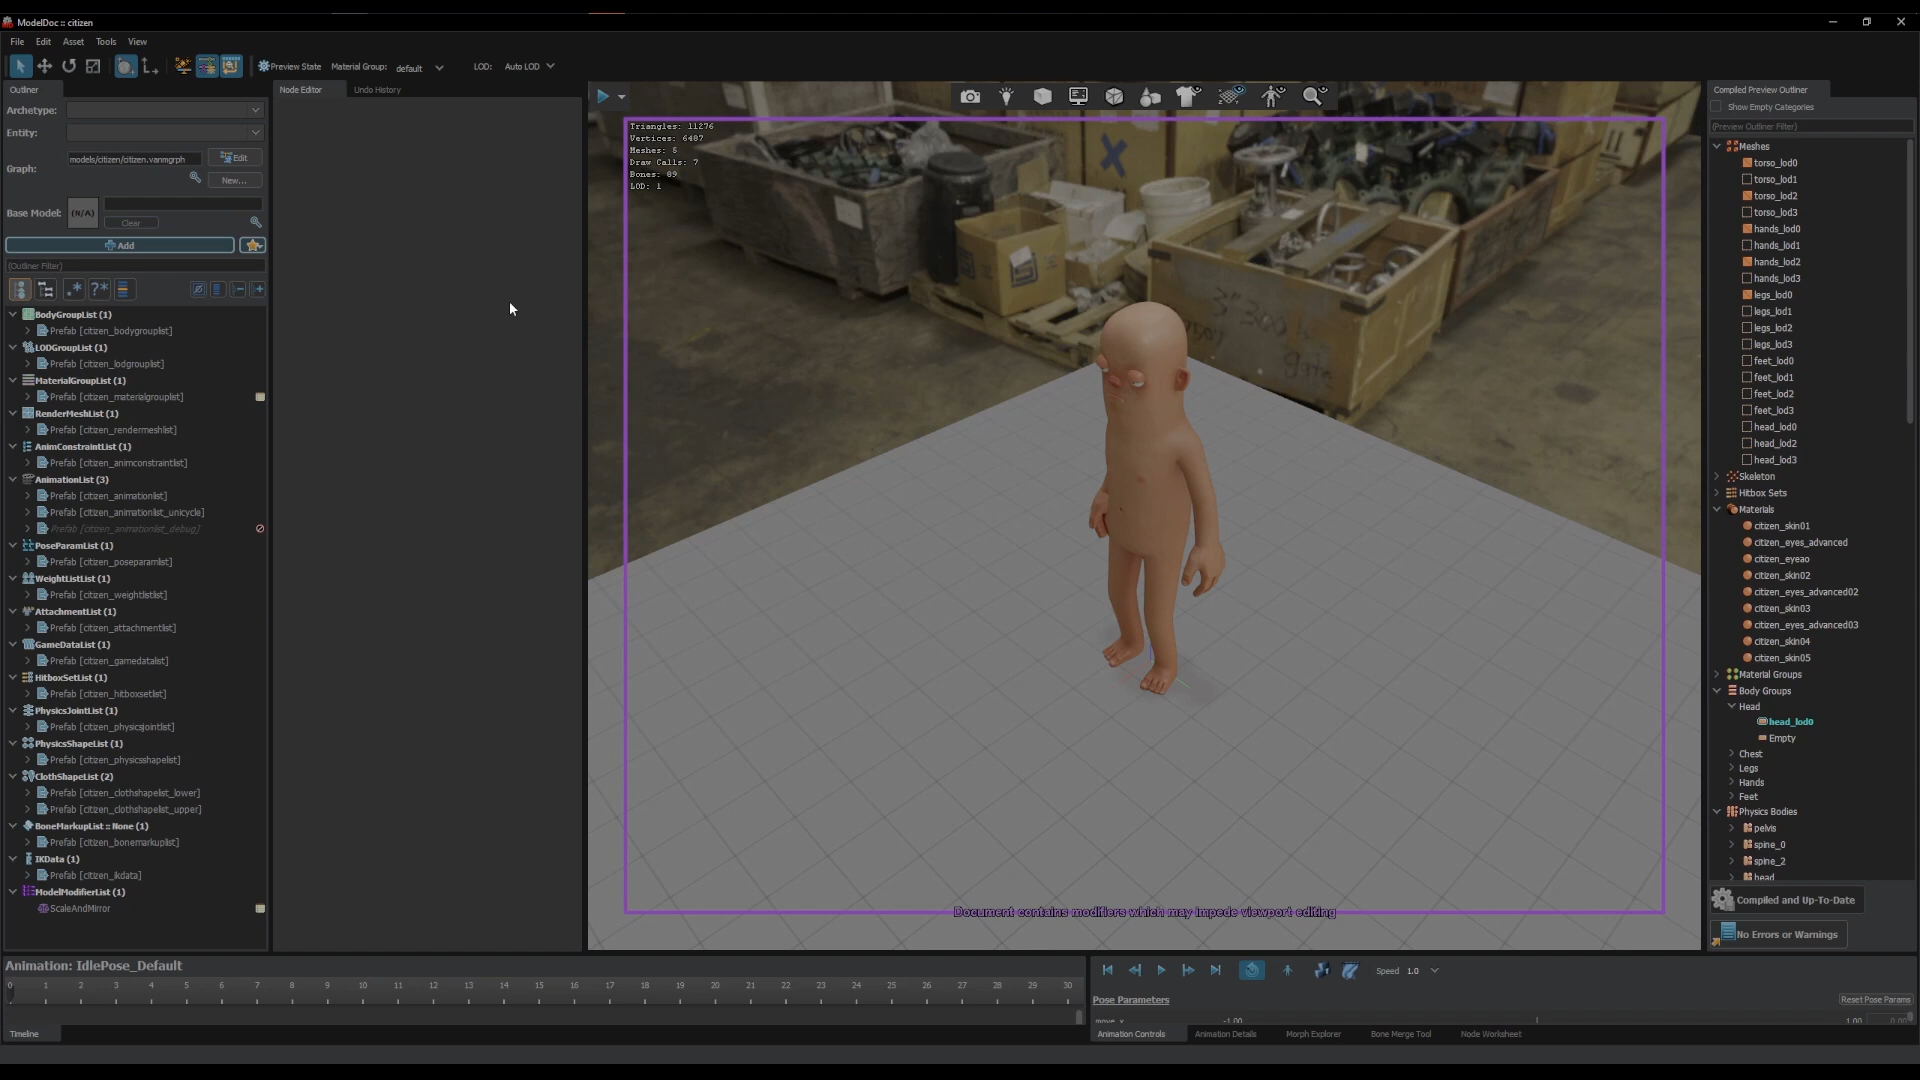 ModelDoc :: citizen
File Edit Asset Tools View
Preview State Material Group: default LOD: Auto LOD
Outliner
Archetype:
Entity:
Graph: models/citizen/citizen.vanmgrph Edit
New...
Base Model: (N/A)
Clear
Add
(Outliner Filter)
BodyGroupList (1)
Prefab [citizen_bodygrouplist]
LODGroupList (1)
Prefab [citizen_lodgrouplist]
MaterialGroupList (1)
Prefab [citizen_materialgrouplist]
RenderMeshList (1)
Prefab [citizen_rendermeshlist]
AnimConstraintList (1)
Prefab [citizen_animconstraintlist]
AnimationList (3)
Prefab [citizen_animationlist]
Prefab [citizen_animationlist_unicycle]
Prefab [citizen_animationlist_debug]
PoseParamList (1)
Prefab [citizen_poseparamlist]
WeightListList (1)
Prefab [citizen_weightlistlist]
AttachmentList (1)
Prefab [citizen_attachmentlist]
GameDataList (1)
Prefab [citizen_gamedatalist]
HitboxSetList (1)
Prefab [citizen_hitboxsetlist]
PhysicsJointList (1)
Prefab [citizen_physicsjointlist]
PhysicsShapeList (1)
Prefab [citizen_physicsshapelist]
ClothShapeList (2)
Prefab [citizen_clothshapelist_lower]
Prefab [citizen_clothshapelist_upper]
BoneMarkupList :: None (1)
Prefab [citizen_bonemarkuplist]
IKData (1)
Prefab [citizen_ikdata]
ModelModifierList (1)
ScaleAndMirror
Node Editor Undo History
Triangles: 11276
Vertices: 6487
Meshes: 5
Draw Calls: 7
Bones: 89
LOD: 1
Document contains modifiers which may impede viewport editing
Compiled Preview Outliner
Show Empty Categories
(Preview Outliner Filter)
Meshes
torso_lod0
torso_lod1
torso_lod2
torso_lod3
hands_lod0
hands_lod1
hands_lod2
hands_lod3
legs_lod0
legs_lod1
legs_lod2
legs_lod3
feet_lod0
feet_lod1
feet_lod2
feet_lod3
head_lod0
head_lod2
head_lod3
Skeleton
Hitbox Sets
Materials
citizen_skin01
citizen_eyes_advanced
citizen_eyeao
citizen_skin02
citizen_eyes_advanced02
citizen_skin03
citizen_eyes_advanced03
citizen_skin04
citizen_skin05
Material Groups
Body Groups
Head
head_lod0
Empty
Chest
Legs
Hands
Feet
Physics Bodies
pelvis
spine_0
spine_2
head
Compiled and Up-To-Date
No Errors or Warnings
Animation: IdlePose_Default
0 1 2 3 4 5 6 7 8 9 10 11 12 13 14 15 16 17 18 19 20 21 22 23 24 25 26 27 28 29 30
Timeline
Speed 1.0
Pose Parameters Reset Pose Params
move_x -1.00 1.00 0.00
Animation Controls Animation Details Morph Explorer Bone Merge Tool Node Worksheet